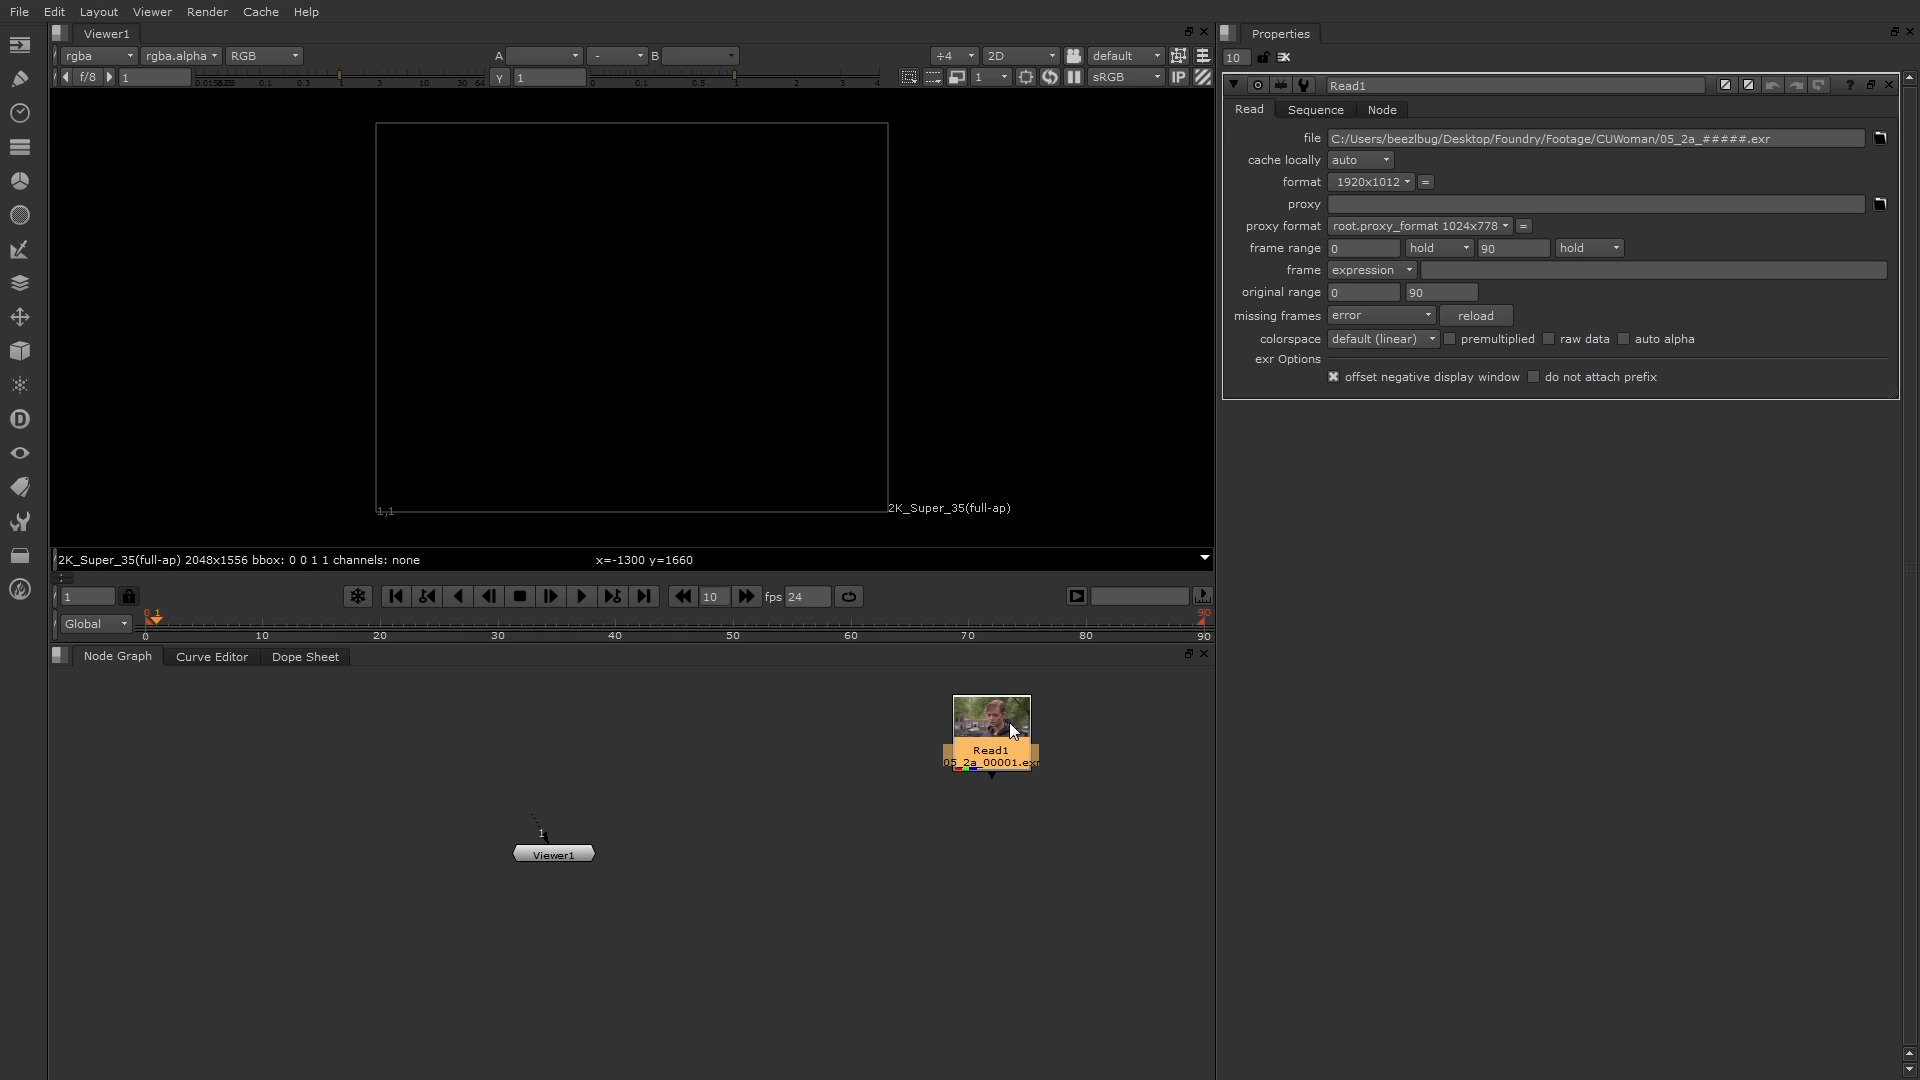 File Edit Layout Viewer Render Cache Help
Viewer1
rgba rgba.alpha RGB A - B ÷4 2D default
f/8 1 Y 1 1 sRGB IP
1,1
2K_Super_35(full-ap)
2K_Super_35(full-ap) 2048x1556 bbox: 0 0 1 1 channels: none x=-1300 y=1660
1 10 fps 24
0 1 90
Global
0 10 20 30 40 50 60 70 80 90
Node Graph Curve Editor Dope Sheet
Read1
05_2a_00001.exr
1
Viewer1
Properties
10
Read1 ?
Read Sequence Node
file C:/Users/beezlbug/Desktop/Foundry/Footage/CUWoman/05_2a_#####.exr
cache locally auto
format 1920x1012 =
proxy
proxy format root.proxy_format 1024x778 =
frame range 0 hold 90 hold
frame expression
original range 0 90
missing frames error reload
colorspace default (linear) premultiplied raw data auto alpha
exr Options
offset negative display window do not attach prefix